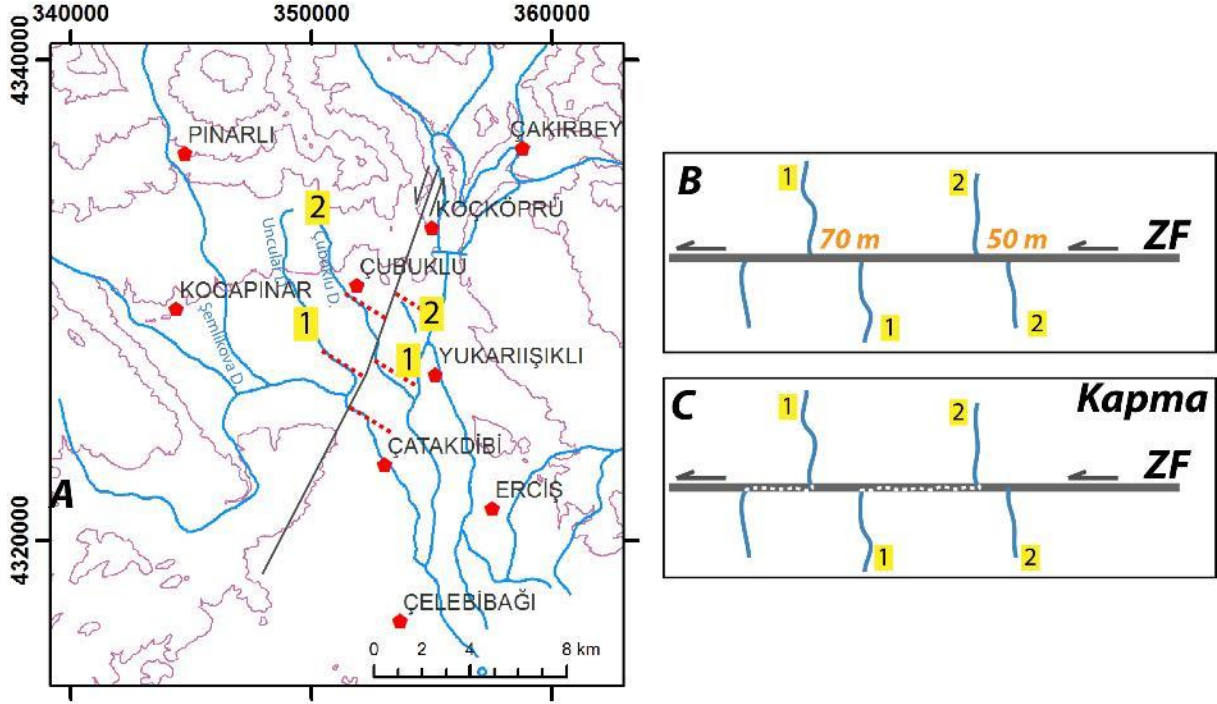 340000
350000
360000
4340000
4320000
PINARLI
ÇAKIRBEY
2
KOÇKÖPRÜ
Uncular D.
Çubuklu D.
ÇUBUKLU
KOCAPINAR
2
1
1
Şemlikova D.
YUKARIIŞIKLI
ÇATAKDİBİ
A
ERCİŞ
ÇELEBİBAĞI
0 2 4 8 km
B
1
2
70 m
50 m
ZF
1
2
C
Kapma
1
2
ZF
1
2